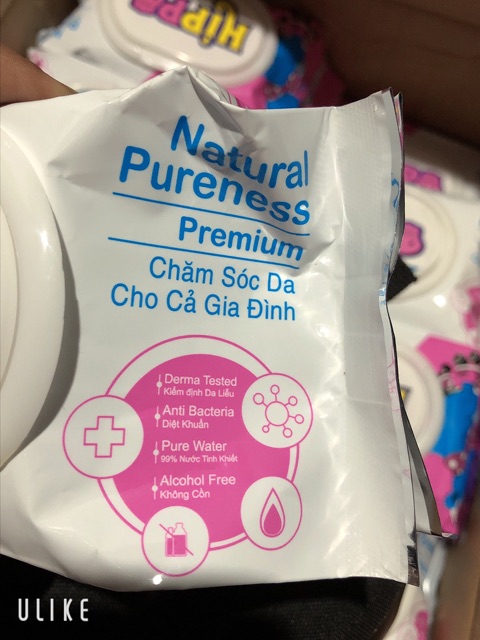 HiPPA
Natural
Pureness
Premium
Chăm Sóc Da
Cho Cả Gia Đình
Derma Tested
Kiểm định Da Liễu
Anti Bacteria
Diệt Khuẩn
Pure Water
99% Nước Tinh Khiết
Alcohol Free
Không Cồn
ULIKE